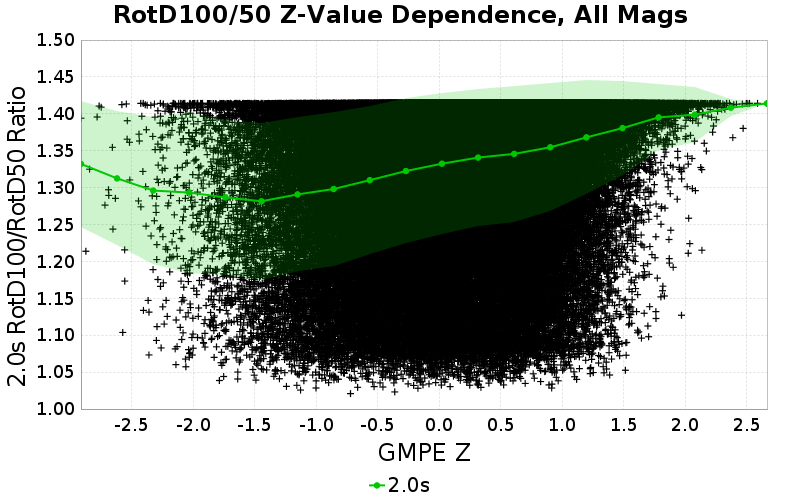 RotD100/50 Z-Value Dependence, All Mags
2.0s RotD100/RotD50 Ratio
1.50
1.45
1.40
1.35
1.30
1.25
1.20
1.15
1.10
1.05
1.00
-2.5 -2.0 -1.5 -1.0 -0.5 0.0 0.5 1.0 1.5 2.0 2.5
GMPE Z
2.0s